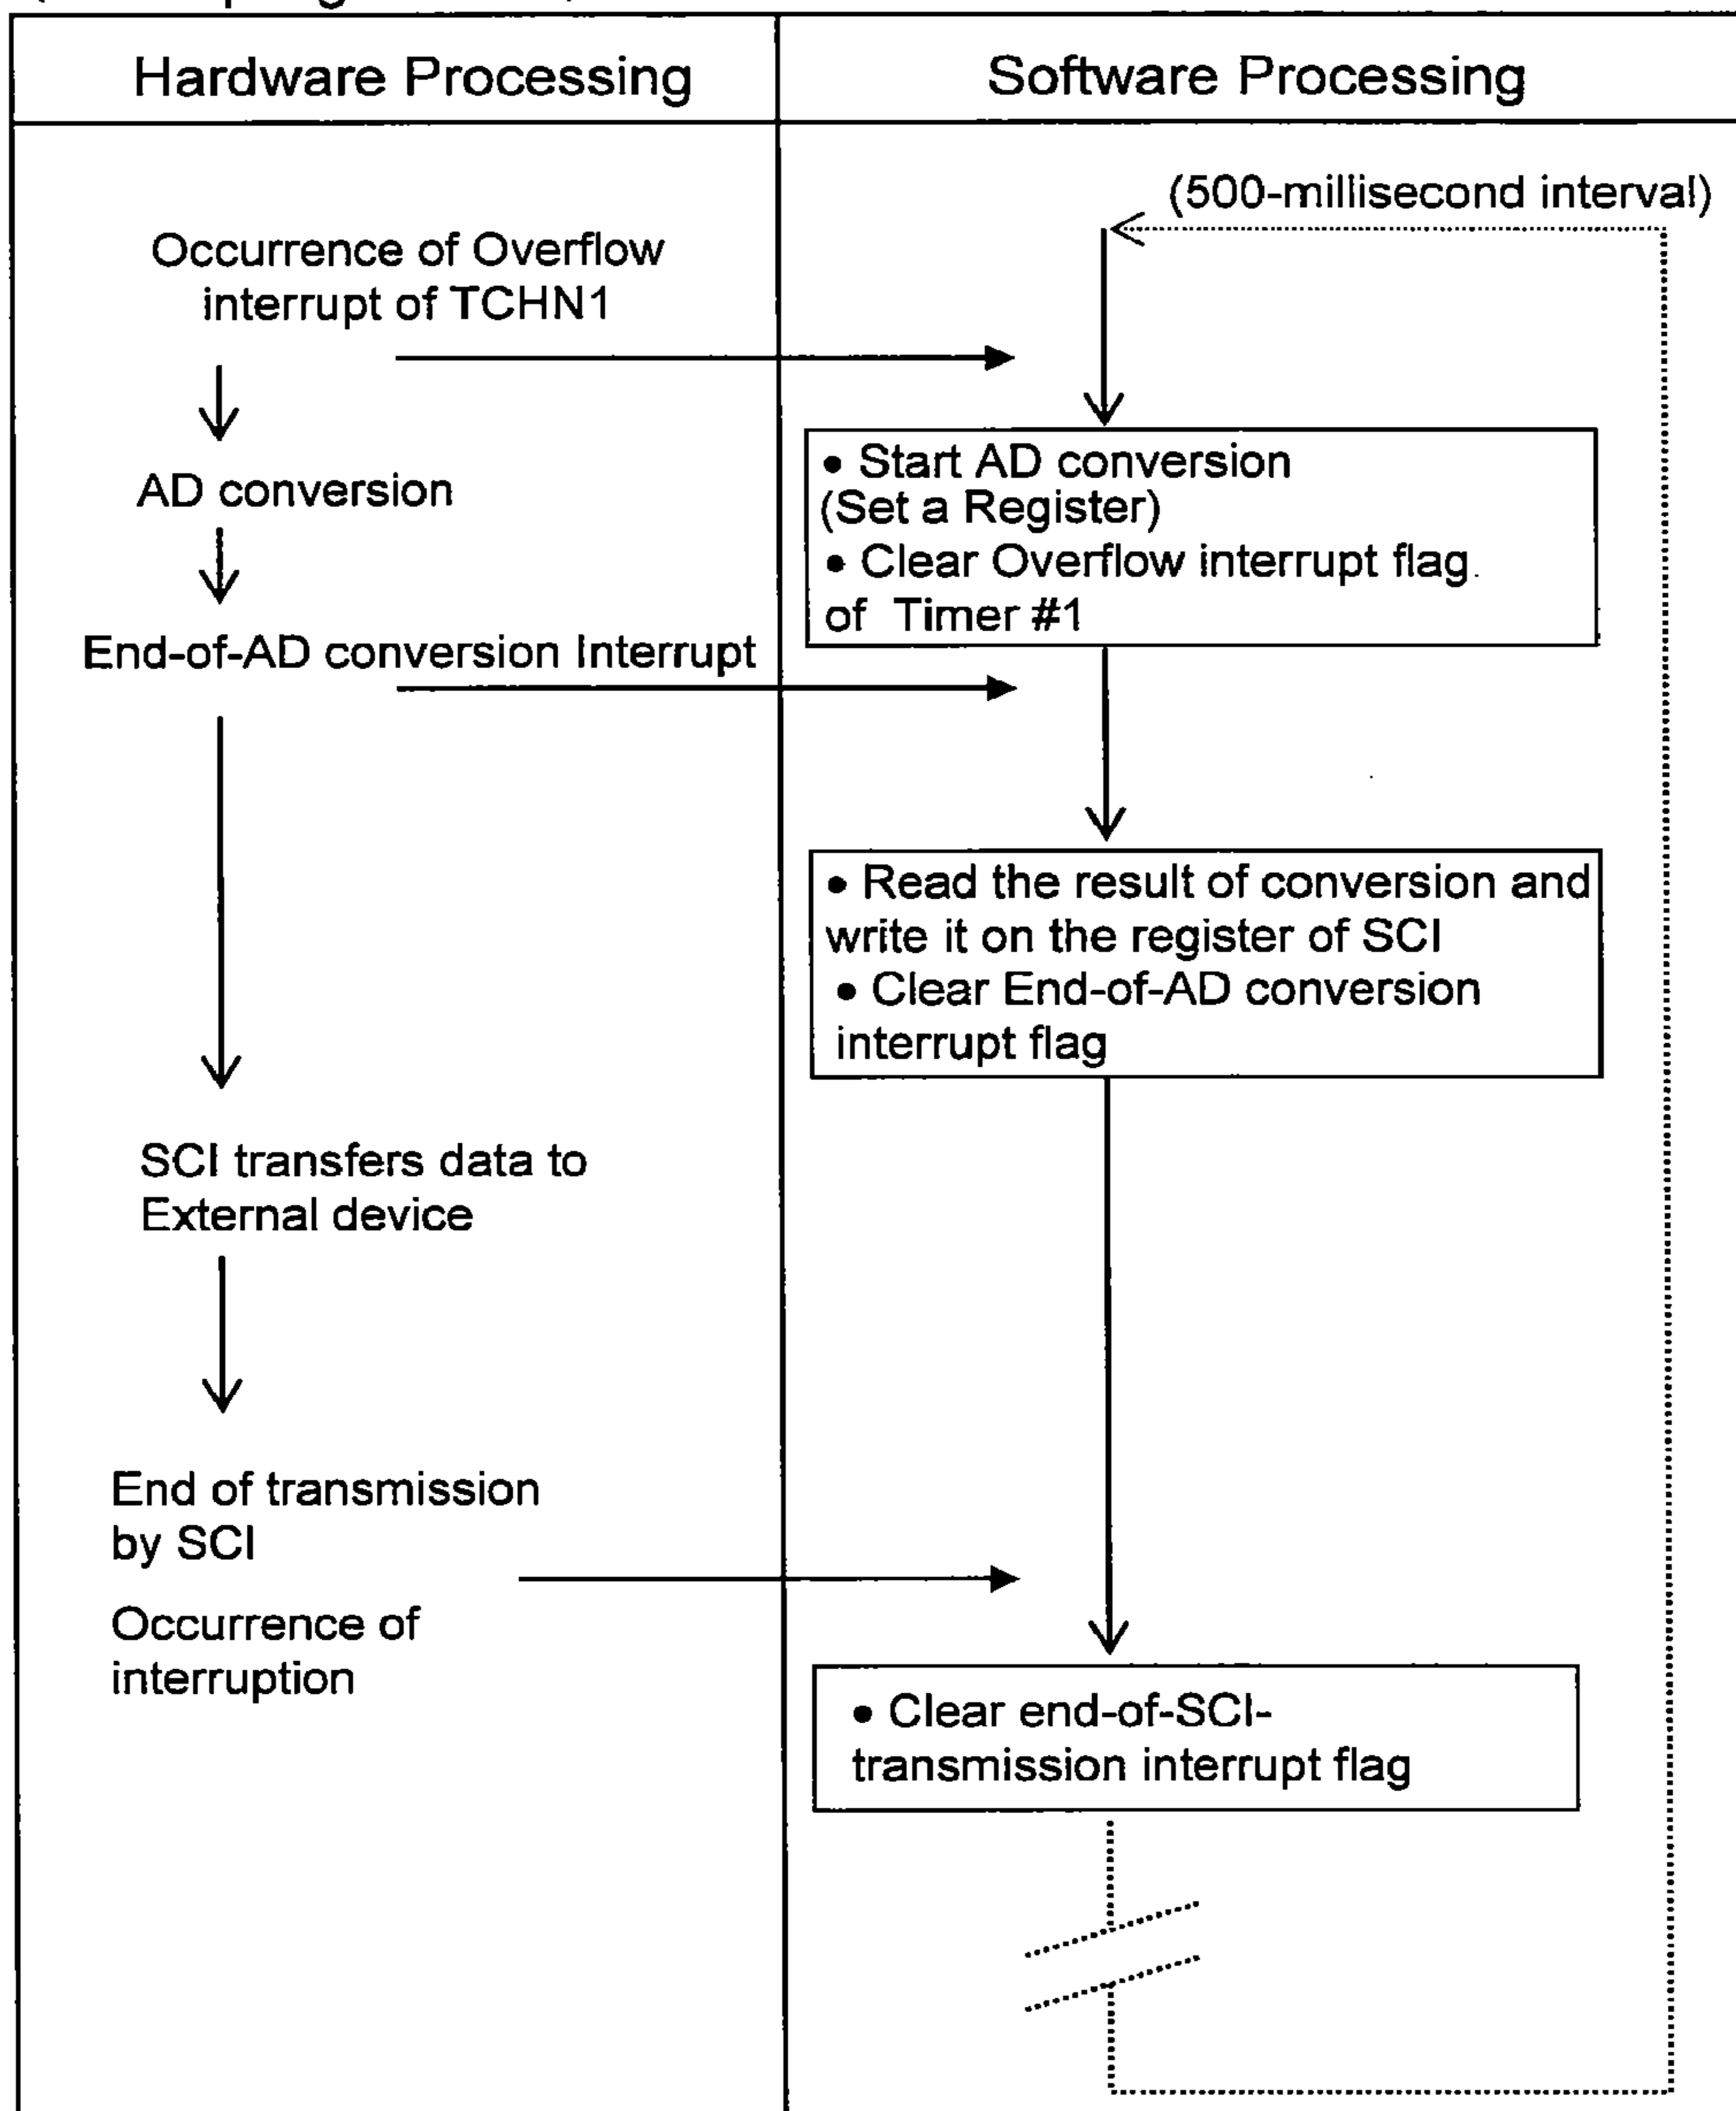 Hardware Processing
Software Processing
(500-millisecond interval)
Occurrence of Overflow
interrupt of TCHN1
AD conversion
End-of-AD conversion Interrupt
SCI transfers data to
External device
End of transmission
by SCI
Occurrence of
interruption
• Start AD conversion
(Set a Register)
• Clear Overflow interrupt flag.
of Timer #1
• Read the result of conversion and
write it on the register of SCI
• Clear End-of-AD conversion
interrupt flag
• Clear end-of-SCI-
transmission interrupt flag